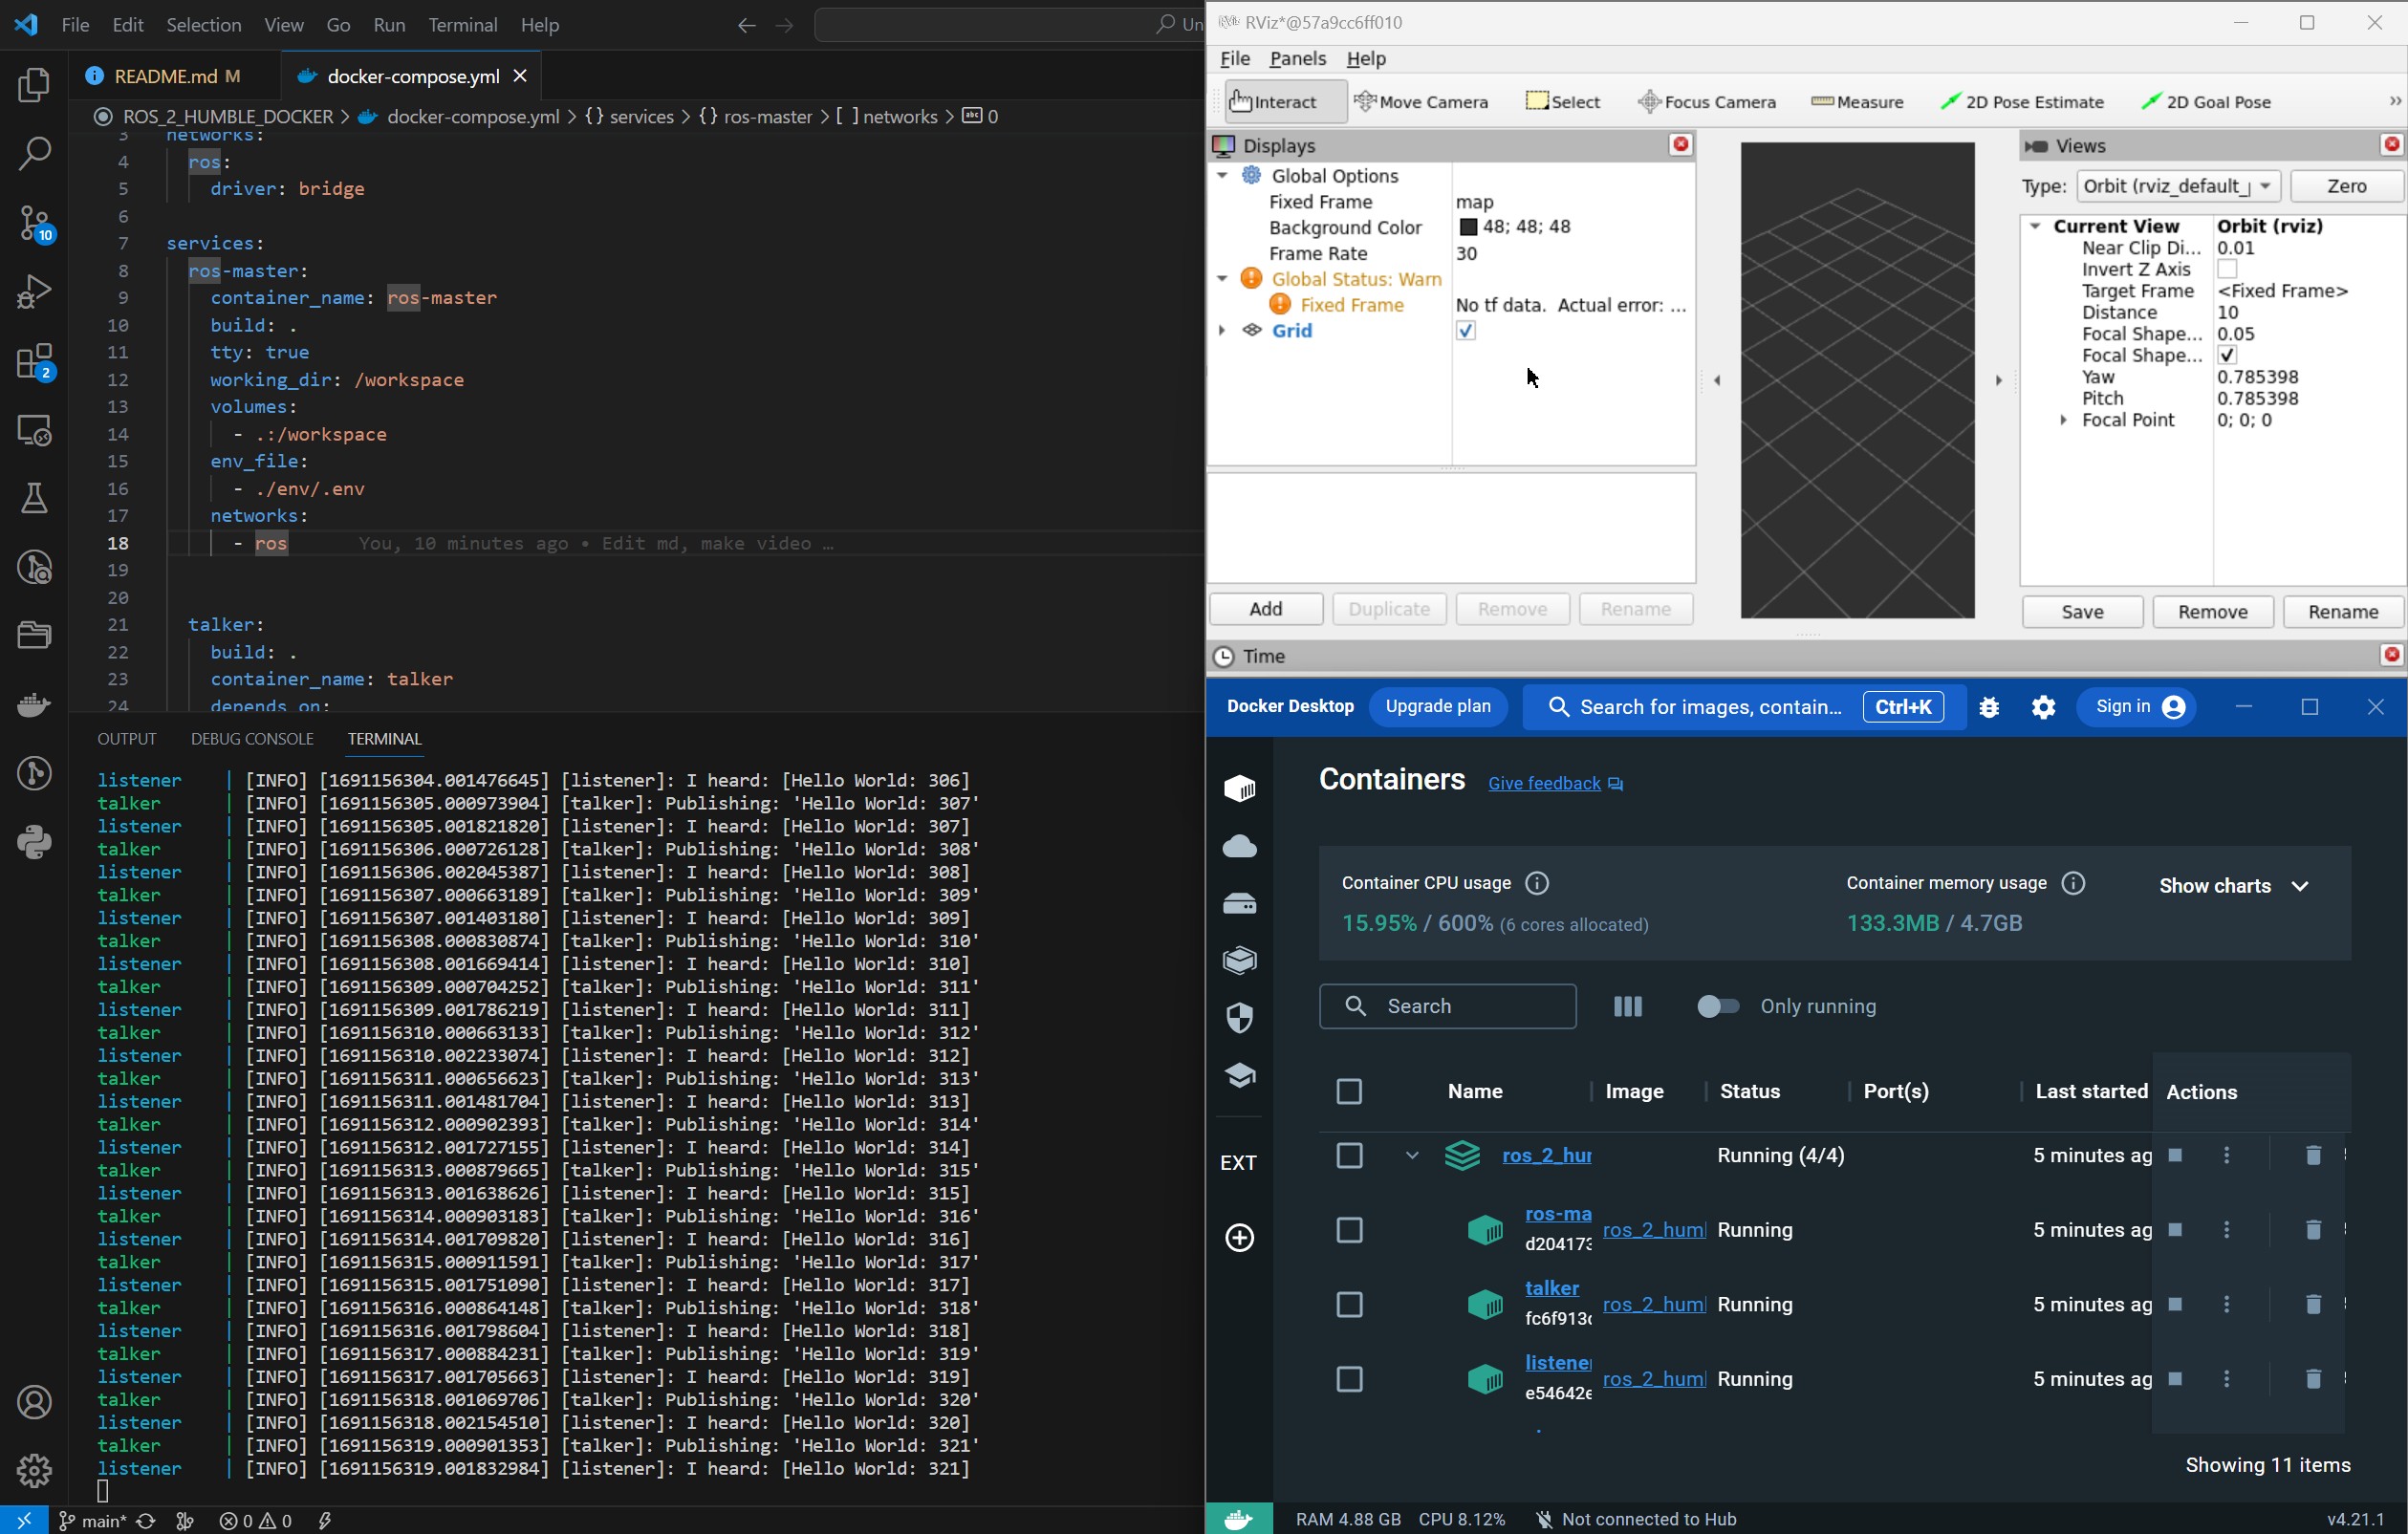 File Edit Selection View Go Run Terminal Help
README.md M
docker-compose.yml
ROS_2_HUMBLE_DOCKER > docker-compose.yml > {} services > {} ros-master > [ ] networks > abc 0
3 networks:
4 ros:
5 driver: bridge
6
7 services:
8 ros-master:
9 container_name: ros-master
10 build: .
11 tty: true
12 working_dir: /workspace
13 volumes:
14 - .:/workspace
15 env_file:
16 - ./env/.env
17 networks:
18 - ros You, 10 minutes ago • Edit md, make video …
19
20
21 talker:
22 build: .
23 container_name: talker
24 depends_on:
10
2
OUTPUT DEBUG CONSOLE TERMINAL
listener | [INFO] [1691156304.001476645] [listener]: I heard: [Hello World: 306]
talker | [INFO] [1691156305.000973904] [talker]: Publishing: 'Hello World: 307'
listener | [INFO] [1691156305.001821820] [listener]: I heard: [Hello World: 307]
talker | [INFO] [1691156306.000726128] [talker]: Publishing: 'Hello World: 308'
listener | [INFO] [1691156306.002045387] [listener]: I heard: [Hello World: 308]
talker | [INFO] [1691156307.000663189] [talker]: Publishing: 'Hello World: 309'
listener | [INFO] [1691156307.001403180] [listener]: I heard: [Hello World: 309]
talker | [INFO] [1691156308.000830874] [talker]: Publishing: 'Hello World: 310'
listener | [INFO] [1691156308.001669414] [listener]: I heard: [Hello World: 310]
talker | [INFO] [1691156309.000704252] [talker]: Publishing: 'Hello World: 311'
listener | [INFO] [1691156309.001786219] [listener]: I heard: [Hello World: 311]
talker | [INFO] [1691156310.000663133] [talker]: Publishing: 'Hello World: 312'
listener | [INFO] [1691156310.002233074] [listener]: I heard: [Hello World: 312]
talker | [INFO] [1691156311.000656623] [talker]: Publishing: 'Hello World: 313'
listener | [INFO] [1691156311.001481704] [listener]: I heard: [Hello World: 313]
talker | [INFO] [1691156312.000902393] [talker]: Publishing: 'Hello World: 314'
listener | [INFO] [1691156312.001727155] [listener]: I heard: [Hello World: 314]
talker | [INFO] [1691156313.000879665] [talker]: Publishing: 'Hello World: 315'
listener | [INFO] [1691156313.001638626] [listener]: I heard: [Hello World: 315]
talker | [INFO] [1691156314.000903183] [talker]: Publishing: 'Hello World: 316'
listener | [INFO] [1691156314.001709820] [listener]: I heard: [Hello World: 316]
talker | [INFO] [1691156315.000911591] [talker]: Publishing: 'Hello World: 317'
listener | [INFO] [1691156315.001751090] [listener]: I heard: [Hello World: 317]
talker | [INFO] [1691156316.000864148] [talker]: Publishing: 'Hello World: 318'
listener | [INFO] [1691156316.001798604] [listener]: I heard: [Hello World: 318]
talker | [INFO] [1691156317.000884231] [talker]: Publishing: 'Hello World: 319'
listener | [INFO] [1691156317.001705663] [listener]: I heard: [Hello World: 319]
talker | [INFO] [1691156318.001069706] [talker]: Publishing: 'Hello World: 320'
listener | [INFO] [1691156318.002154510] [listener]: I heard: [Hello World: 320]
talker | [INFO] [1691156319.000901353] [talker]: Publishing: 'Hello World: 321'
listener | [INFO] [1691156319.001832984] [listener]: I heard: [Hello World: 321]
main* 0 0
RViz*@57a9cc6ff010
File Panels Help
Interact Move Camera Select Focus Camera Measure 2D Pose Estimate 2D Goal Pose »
Displays
Global Options
Fixed Frame map
Background Color 48; 48; 48
Frame Rate 30
Global Status: Warn
Fixed Frame No tf data. Actual error: ...
Grid
Add Duplicate Remove Rename
Views
Type: Orbit (rviz_default_ Zero
Current View Orbit (rviz)
Near Clip Di... 0.01
Invert Z Axis
Target Frame <Fixed Frame>
Distance 10
Focal Shape... 0.05
Focal Shape...
Yaw 0.785398
Pitch 0.785398
Focal Point 0; 0; 0
Save Remove Rename
Time
Docker Desktop Upgrade plan Search for images, contain... Ctrl+K Sign in
Containers Give feedback
Container CPU usage Container memory usage Show charts
15.95% / 600% (6 cores allocated) 133.3MB / 4.7GB
Search Only running
EXT
Name Image Status Port(s) Last started Actions
ros_2_hur Running (4/4) 5 minutes ag
ros-ma ros_2_huml Running 5 minutes ag
d204173
talker ros_2_huml Running 5 minutes ag
fc6f913c
listene ros_2_huml Running 5 minutes ag
e54642e
Showing 11 items
RAM 4.88 GB CPU 8.12% Not connected to Hub v4.21.1